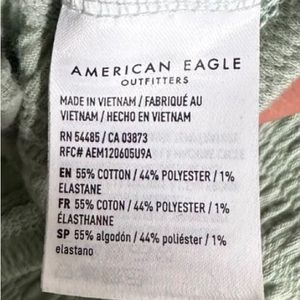 AMERICAN EAGLE
OUTFITTERS
MADE IN VIETNAM / FABRIQUÉ AU
VIETNAM / HECHO EN VIETNAM
RN 54485 / CA 03873
RFC# AEM120605U9A
EN 55% COTTON / 44% POLYESTER / 1%
ELASTANE
FR 55% COTON / 44% POLYESTER / 1%
ÉLASTHANNE
SP 55% algodón / 44% poliéster / 1%
elastano